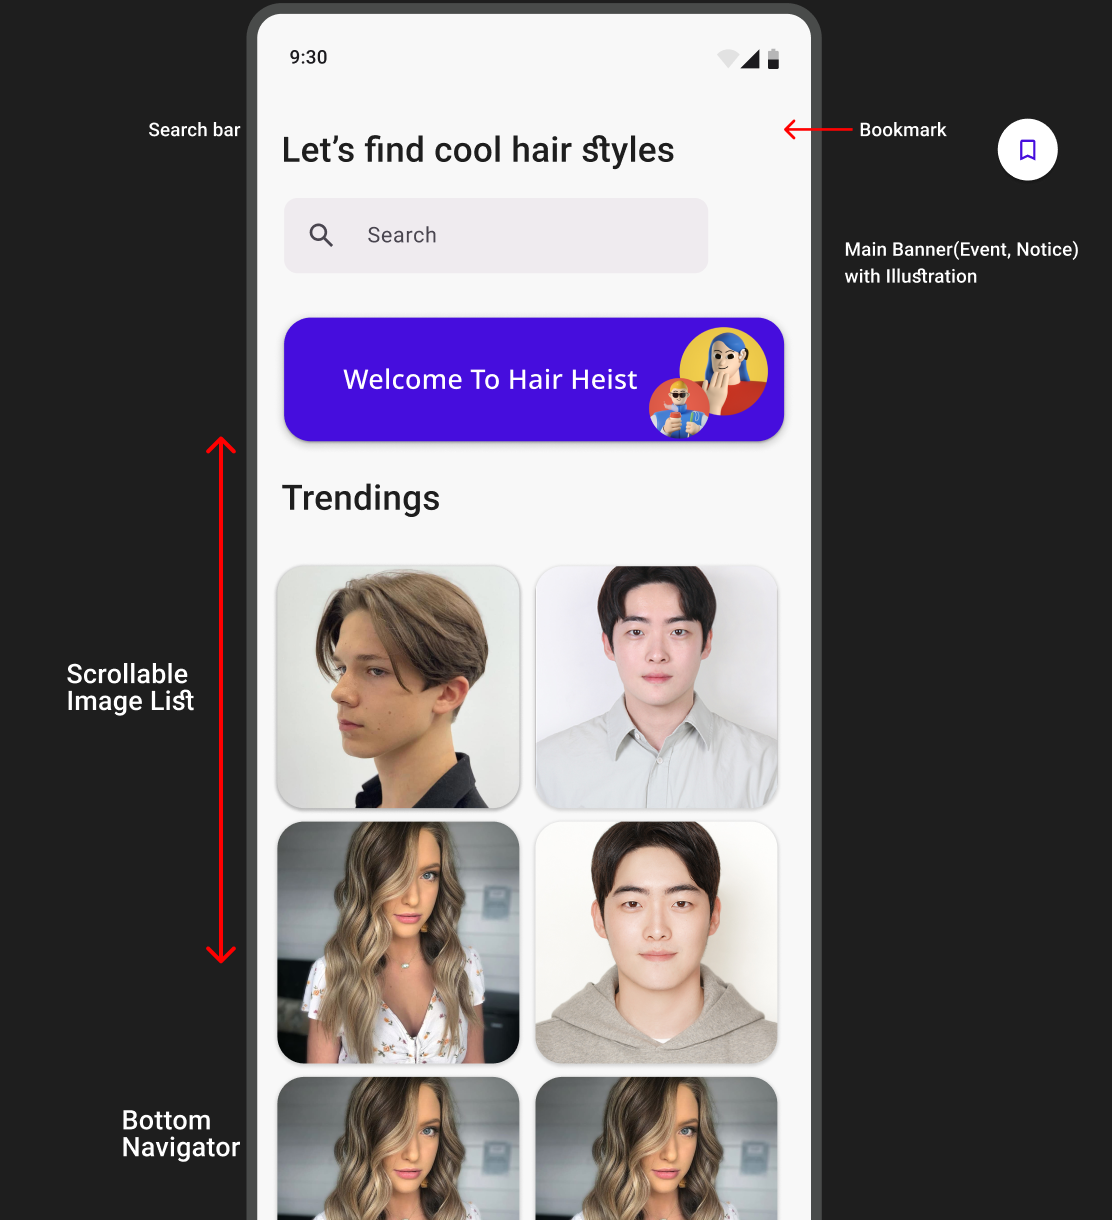 9:30
Search bar
Bookmark
Let’s find cool hair styles
Search
Main Banner(Event, Notice)
with Illustration
Welcome To Hair Heist
Trendings
Scrollable
Image List
Bottom
Navigator